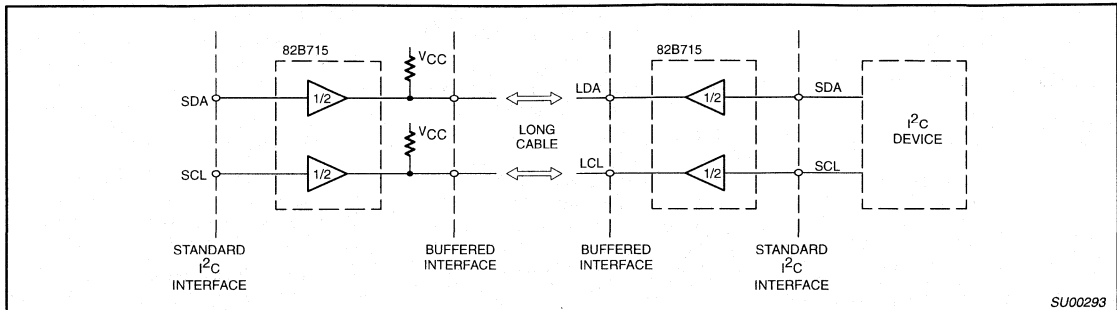 82B715
VCC
SDA
1/2
VCC
SCL
1/2
STANDARD
I2C
INTERFACE
BUFFERED
INTERFACE
LONG
CABLE
82B715
LDA
1/2
SDA
LCL
1/2
SCL
I2C
DEVICE
BUFFERED
INTERFACE
STANDARD
I2C
INTERFACE
SU00293